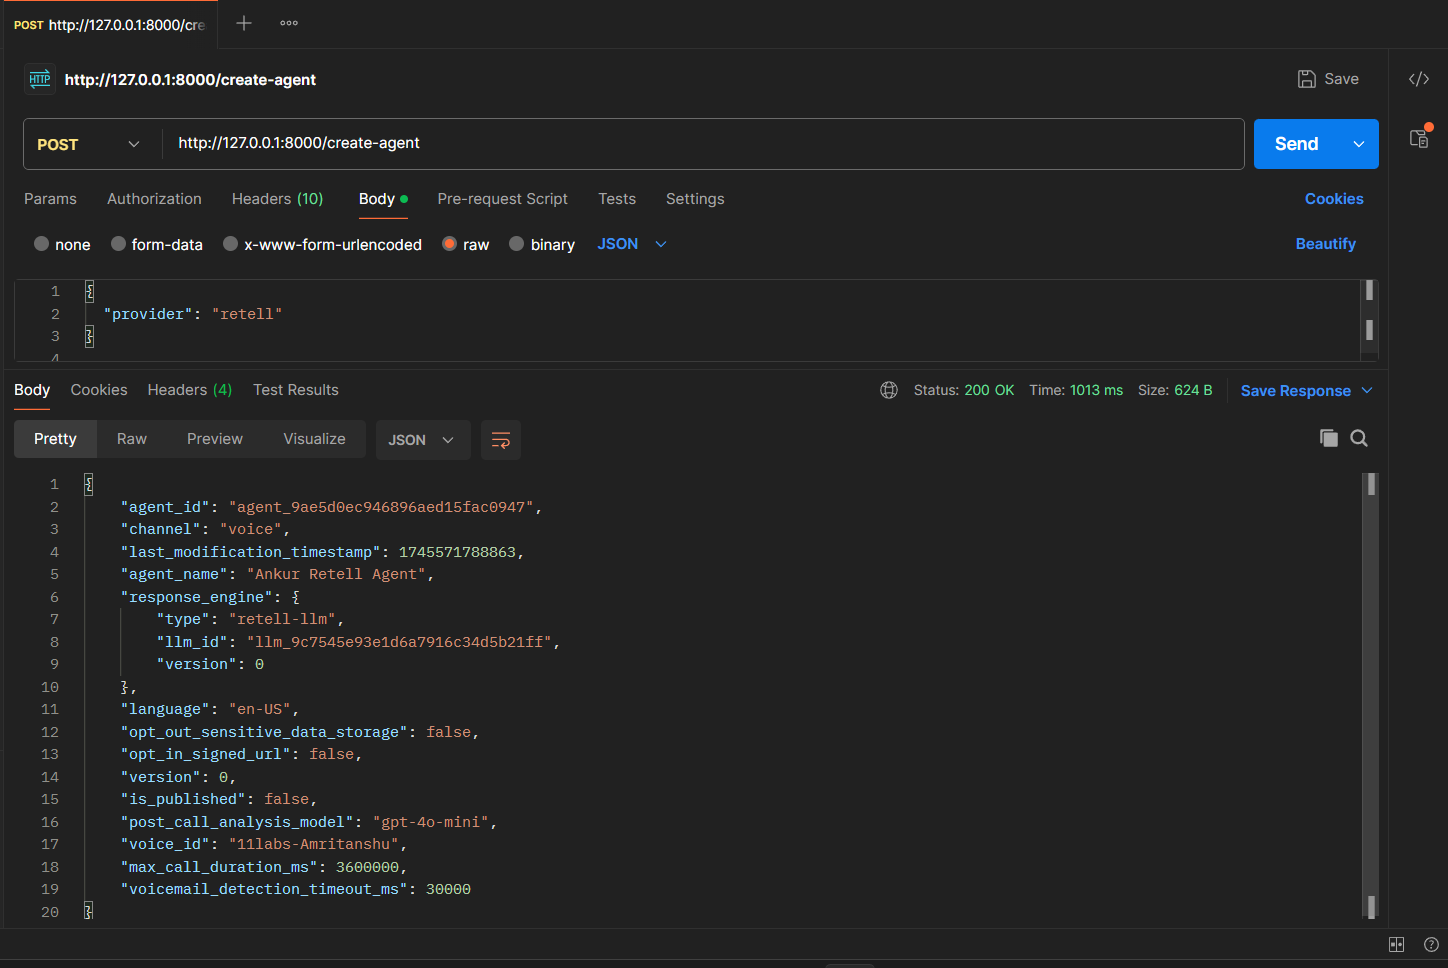 POST http://127.0.0.1:8000/cre
HTTP http://127.0.0.1:8000/create-agent Save
POST http://127.0.0.1:8000/create-agent Send
Params Authorization Headers (10) Body Pre-request Script Tests Settings Cookies
none form-data x-www-form-urlencoded raw binary JSON Beautify
1 {
2 "provider": "retell"
3 }
4
Body Cookies Headers (4) Test Results Status: 200 OK Time: 1013 ms Size: 624 B Save Response
Pretty Raw Preview Visualize JSON
1 {
2 "agent_id": "agent_9ae5d0ec946896aed15fac0947",
3 "channel": "voice",
4 "last_modification_timestamp": 1745571788863,
5 "agent_name": "Ankur Retell Agent",
6 "response_engine": {
7 "type": "retell-llm",
8 "llm_id": "llm_9c7545e93e1d6a7916c34d5b21ff",
9 "version": 0
10 },
11 "language": "en-US",
12 "opt_out_sensitive_data_storage": false,
13 "opt_in_signed_url": false,
14 "version": 0,
15 "is_published": false,
16 "post_call_analysis_model": "gpt-4o-mini",
17 "voice_id": "11labs-Amritanshu",
18 "max_call_duration_ms": 3600000,
19 "voicemail_detection_timeout_ms": 30000
20 }